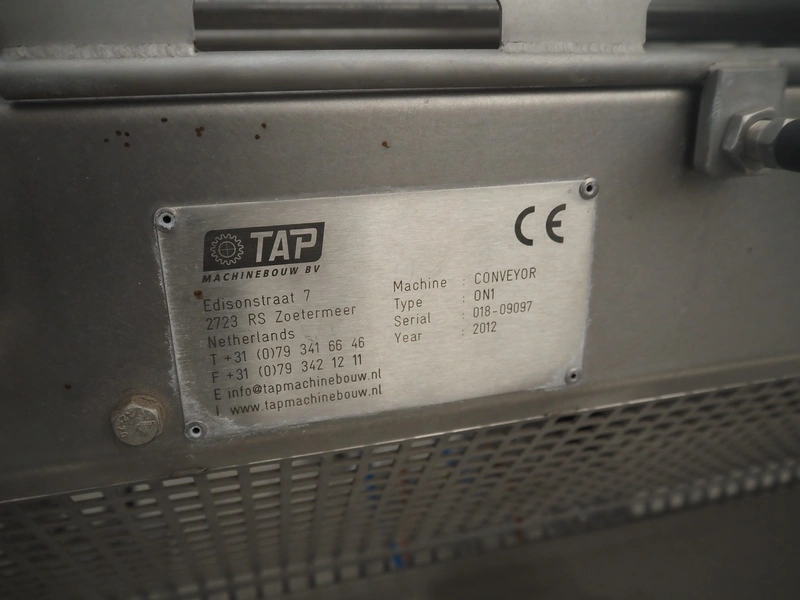 TAP
MACHINEBOUW BV
CE
Edisonstraat 7
2723 RS Zoetermeer
Netherlands
T +31 (0)79 341 66 46
F +31 (0)79 342 12 11
E info@tapmachinebouw.nl
I www.tapmachinebouw.nl
Machine : CONVEYOR
Type : ON1
Serial : 018-09097
Year : 2012